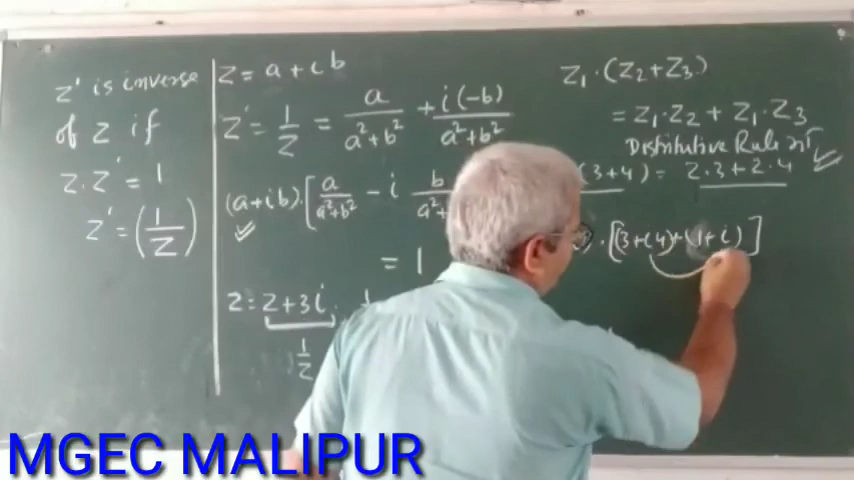 z' is inverse
of z if
z · z' = 1
z' = (1/z)
z = a + ib
z' = 1/z = a/(a²+b²) + i(-b)/(a²+b²)
(a+ib)·[a/(a²+b²) - i b/
= 1
z = 2+3i,
1/z
z₁·(z₂+z₃)
= z₁·z₂ + z₁·z₃
Distributive Rule
(3+4) = 2·3+2·4
·[(3+i4)+(1+i)]
MGEC MALIPUR